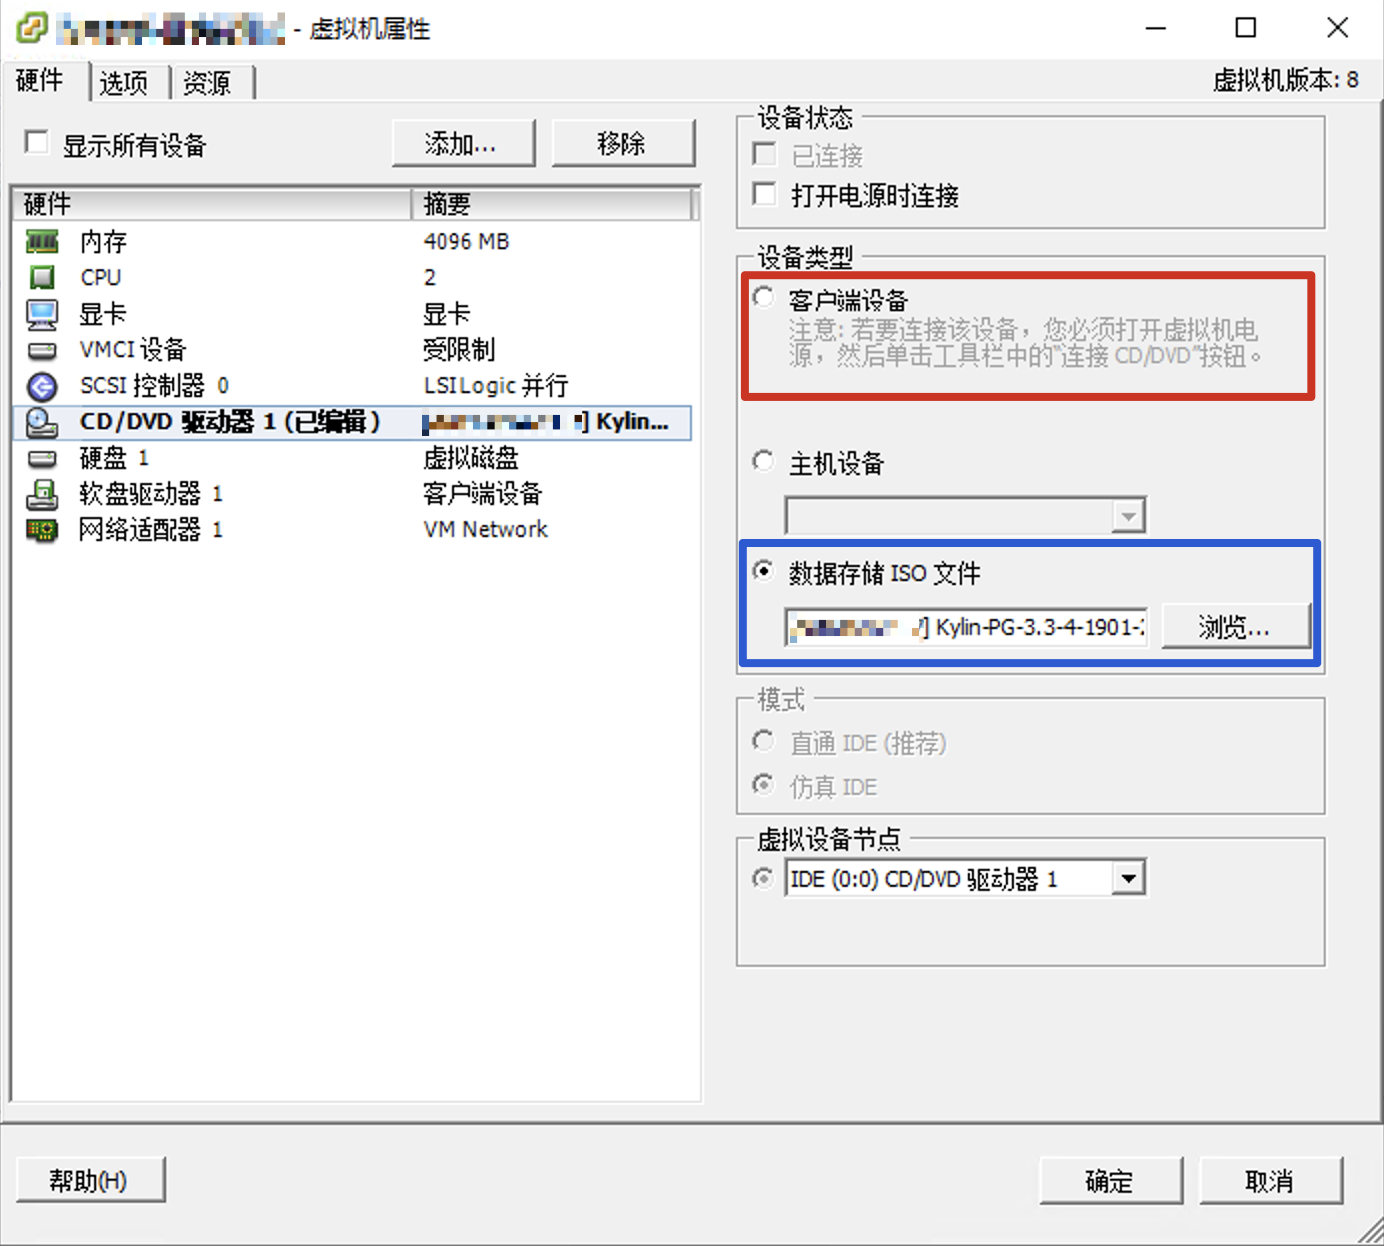 - 虚拟机属性
硬件 选项 资源
虚拟机版本: 8
显示所有设备 添加... 移除
硬件 摘要
内存 4096 MB
CPU 2
显卡 显卡
VMCI 设备 受限制
SCSI 控制器 0 LSI Logic 并行
CD/DVD 驱动器 1 (已编辑) ] Kylin...
硬盘 1 虚拟磁盘
软盘驱动器 1 客户端设备
网络适配器 1 VM Network
设备状态
已连接
打开电源时连接
设备类型
客户端设备
注意: 若要连接该设备，您必须打开虚拟机电
源，然后单击工具栏中的“连接 CD/DVD”按钮。
主机设备
数据存储 ISO 文件
] Kylin-PG-3.3-4-1901-
浏览...
模式
直通 IDE (推荐)
仿真 IDE
虚拟设备节点
IDE (0:0) CD/DVD 驱动器 1
帮助(H) 确定 取消